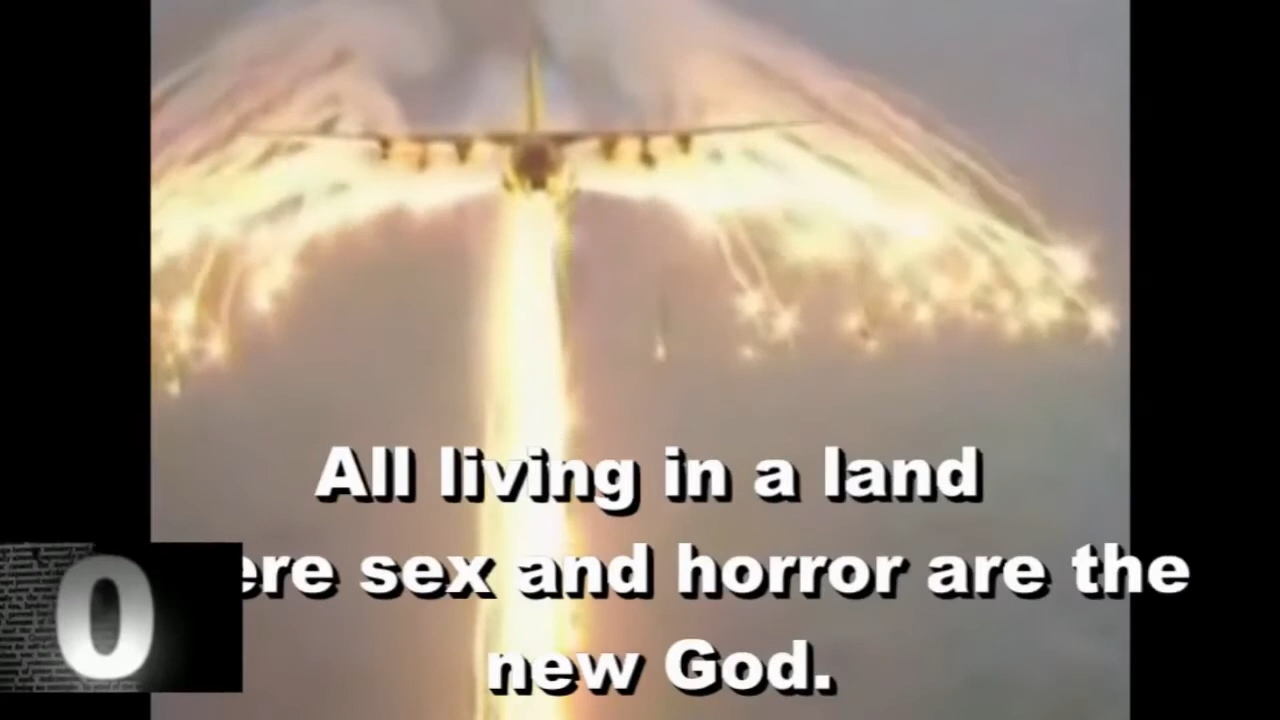 All living in a land
ere sex and horror are the
new God.
0